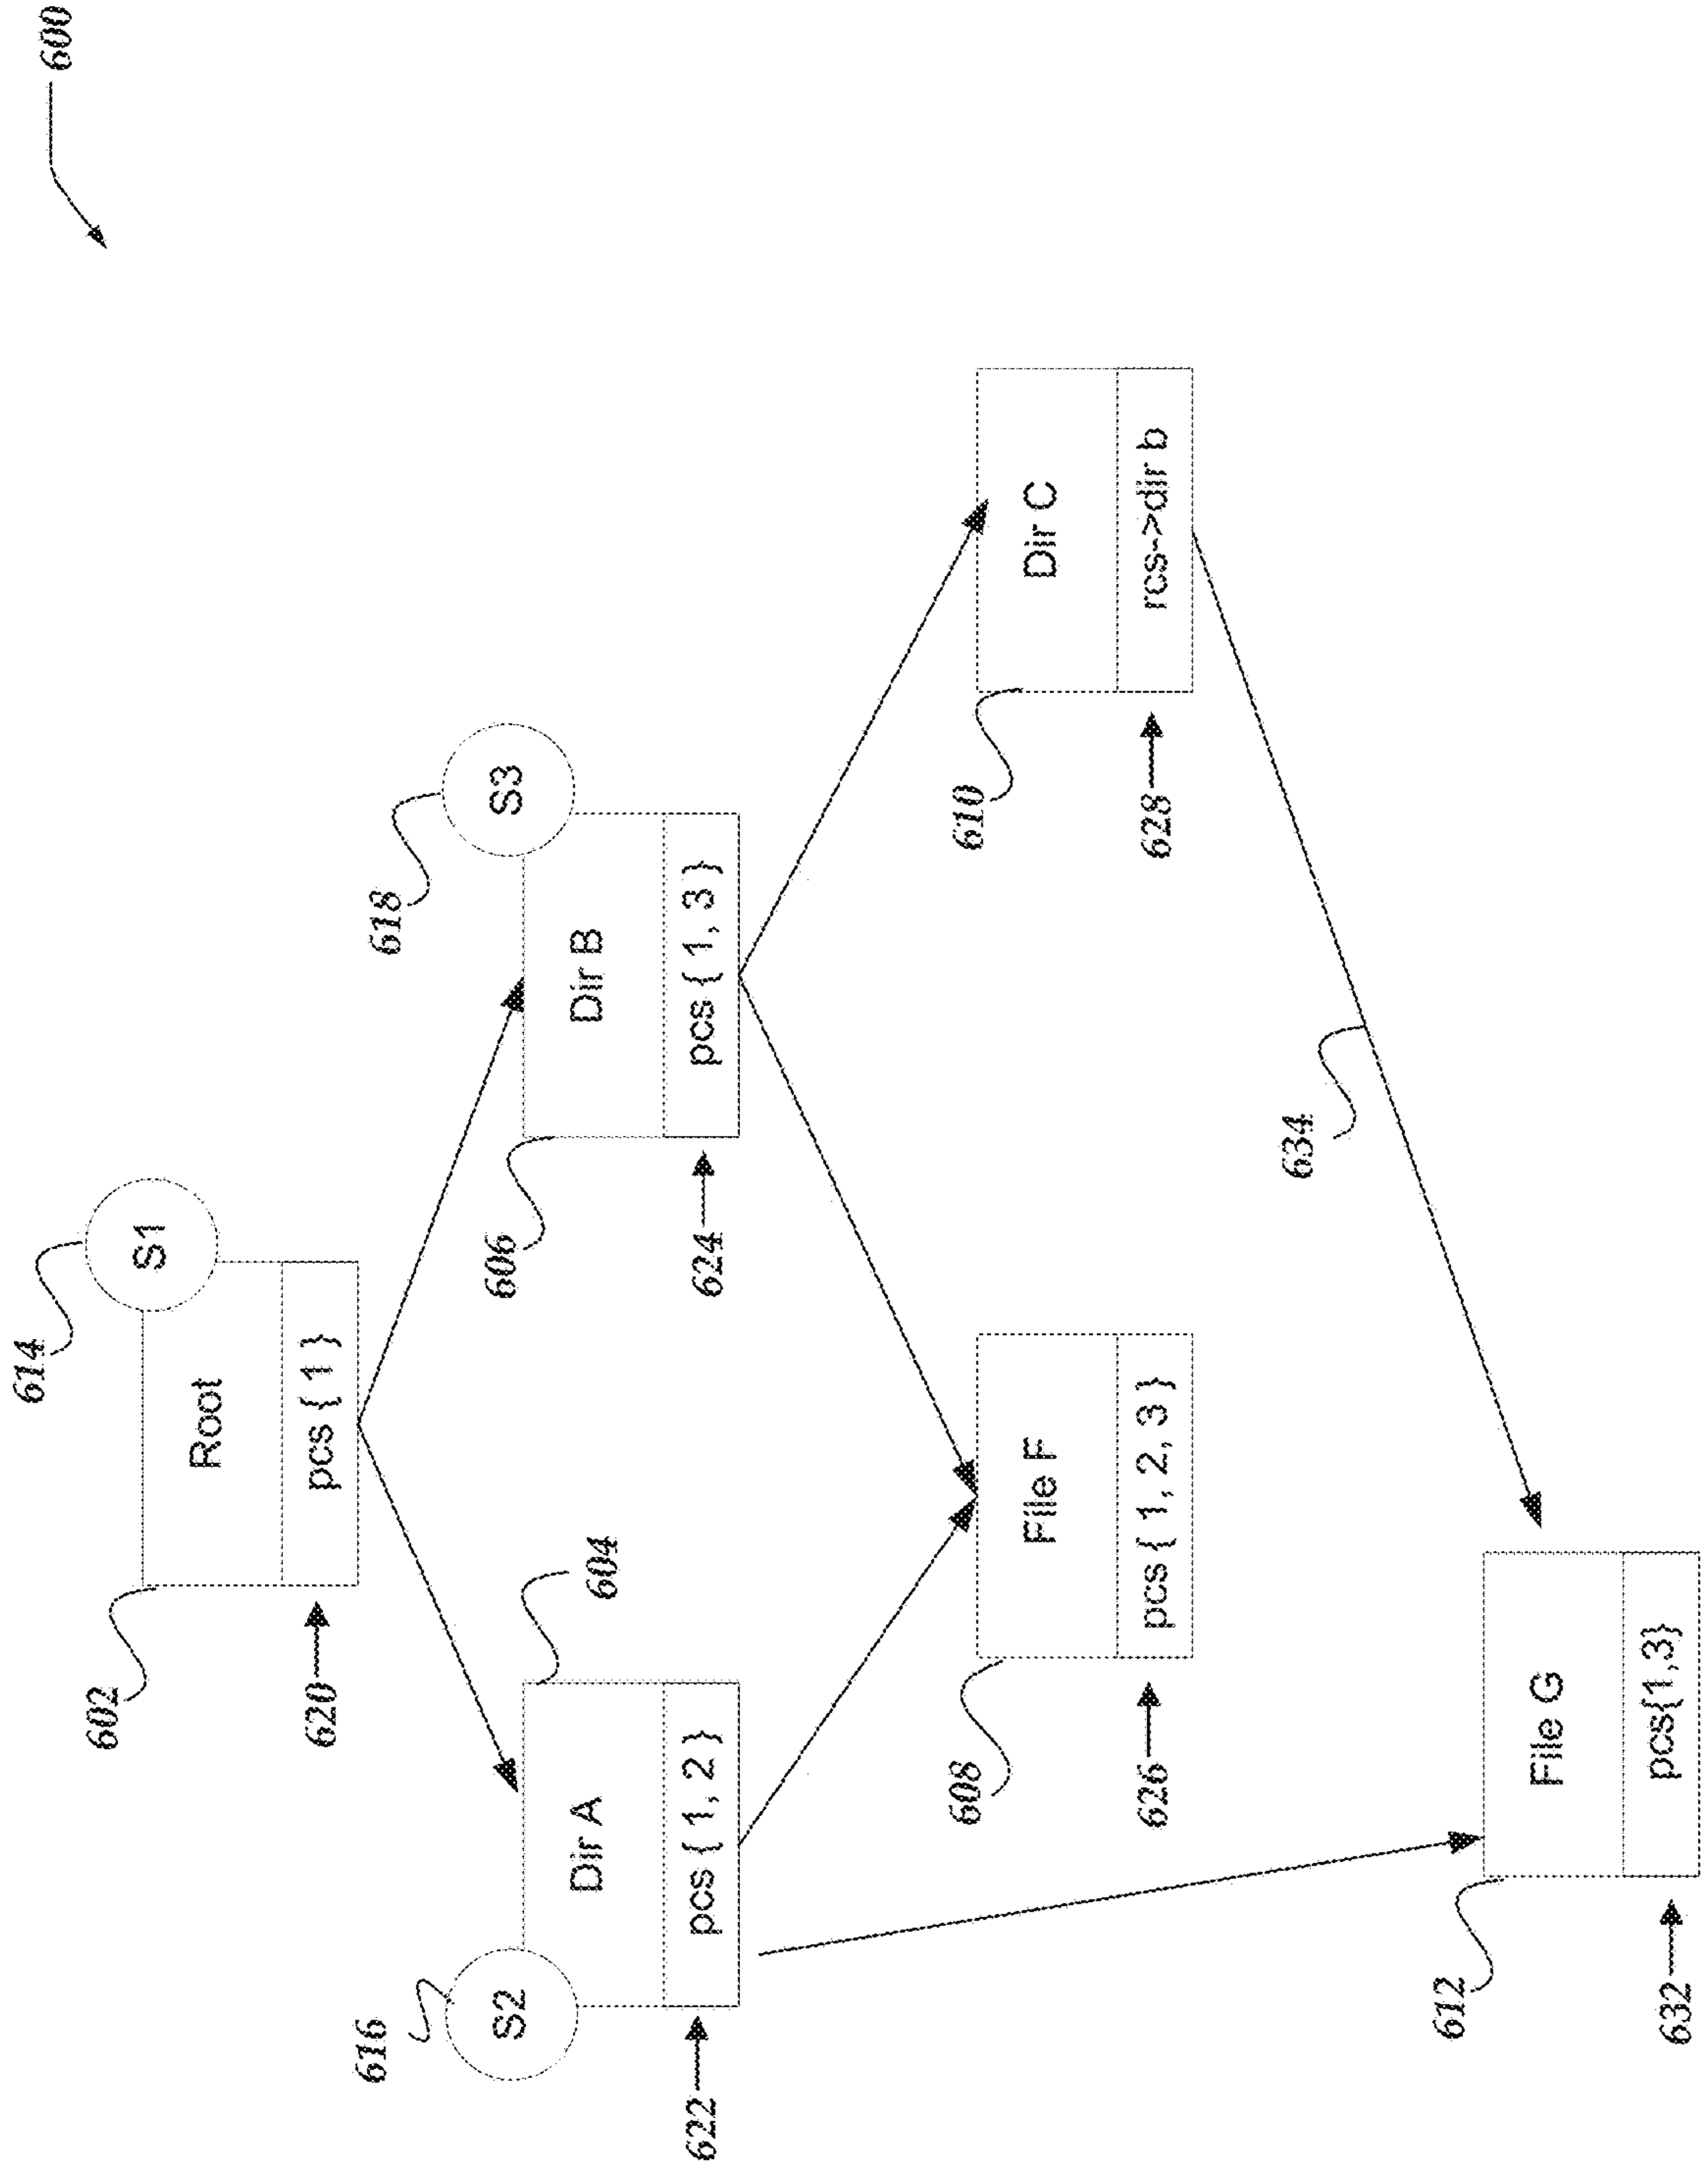 600
614
S1
602
Root
620
pcs { 1 }
616
S2
604
618
S3
Dir A
606
Dir B
622
pcs { 1, 2 }
624
pcs { 1, 3 }
608
File F
610
Dir C
626
pcs { 1, 2, 3 }
628
rcs->dir b
634
612
File G
632
pcs{1,3}